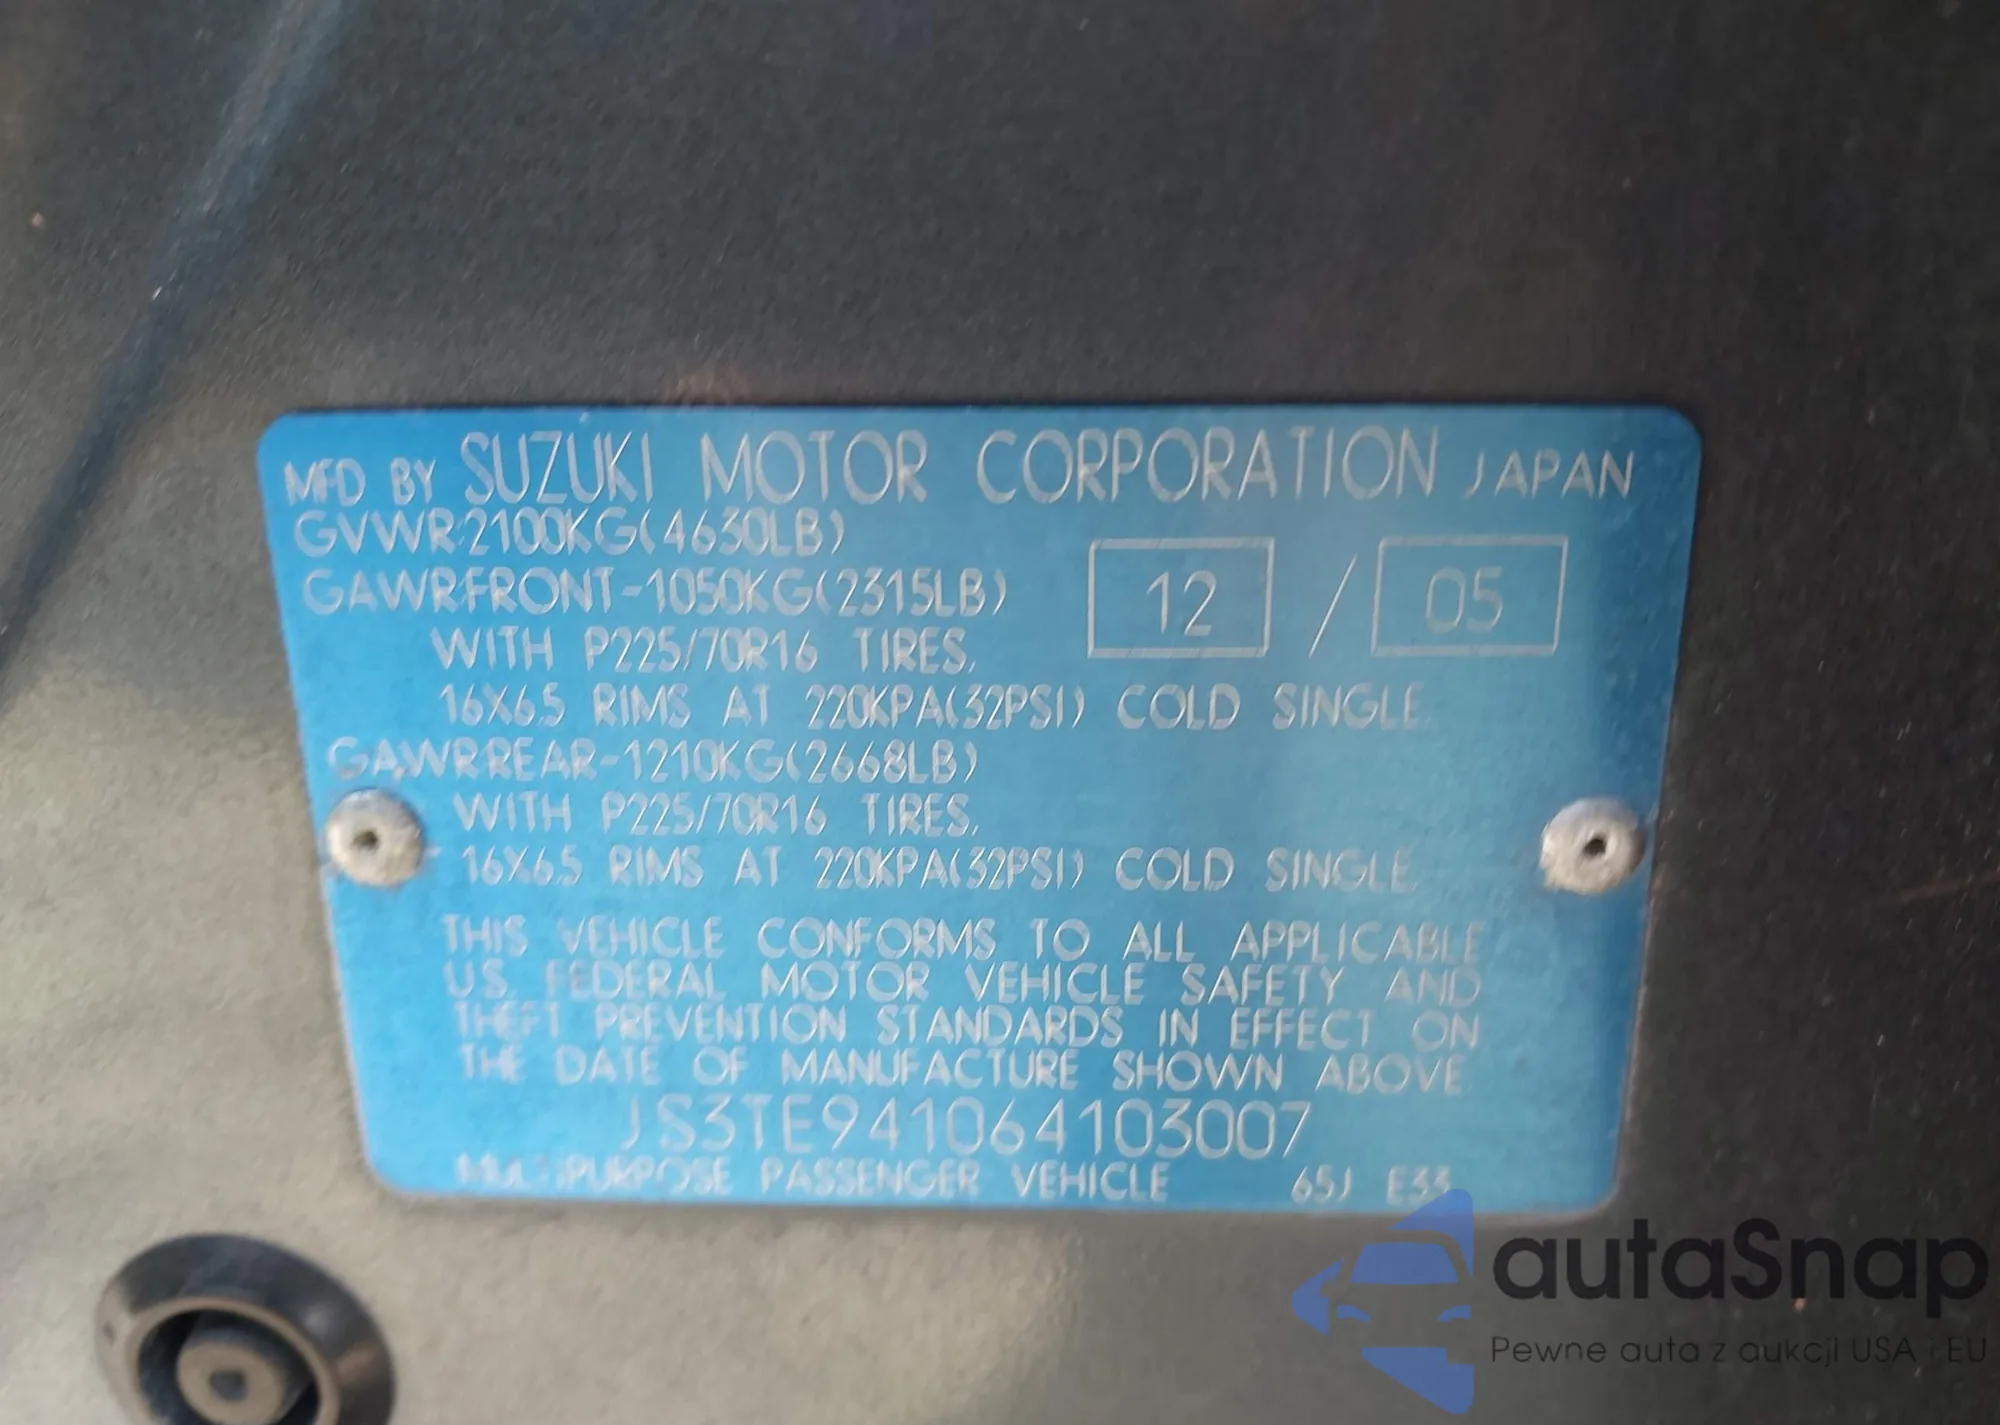 MFD BY SUZUKI MOTOR CORPORATION JAPAN
GVWR:2100KG(4630LB)
12 / 05
GAWR:FRONT-1050KG(2315LB)
WITH P225/70R16 TIRES,
16X6.5 RIMS AT 220KPA(32PSI) COLD SINGLE.
GAWR:REAR-1210KG(2668LB)
WITH P225/70R16 TIRES,
16X6.5 RIMS AT 220KPA(32PSI) COLD SINGLE.
THIS VEHICLE CONFORMS TO ALL APPLICABLE
U.S. FEDERAL MOTOR VEHICLE SAFETY AND
THEFT PREVENTION STANDARDS IN EFFECT ON
THE DATE OF MANUFACTURE SHOWN ABOVE.
JS3TE941064103007
MULTIPURPOSE PASSENGER VEHICLE 65J E33
autaSnap
Pewne auta z aukcji USA i EU